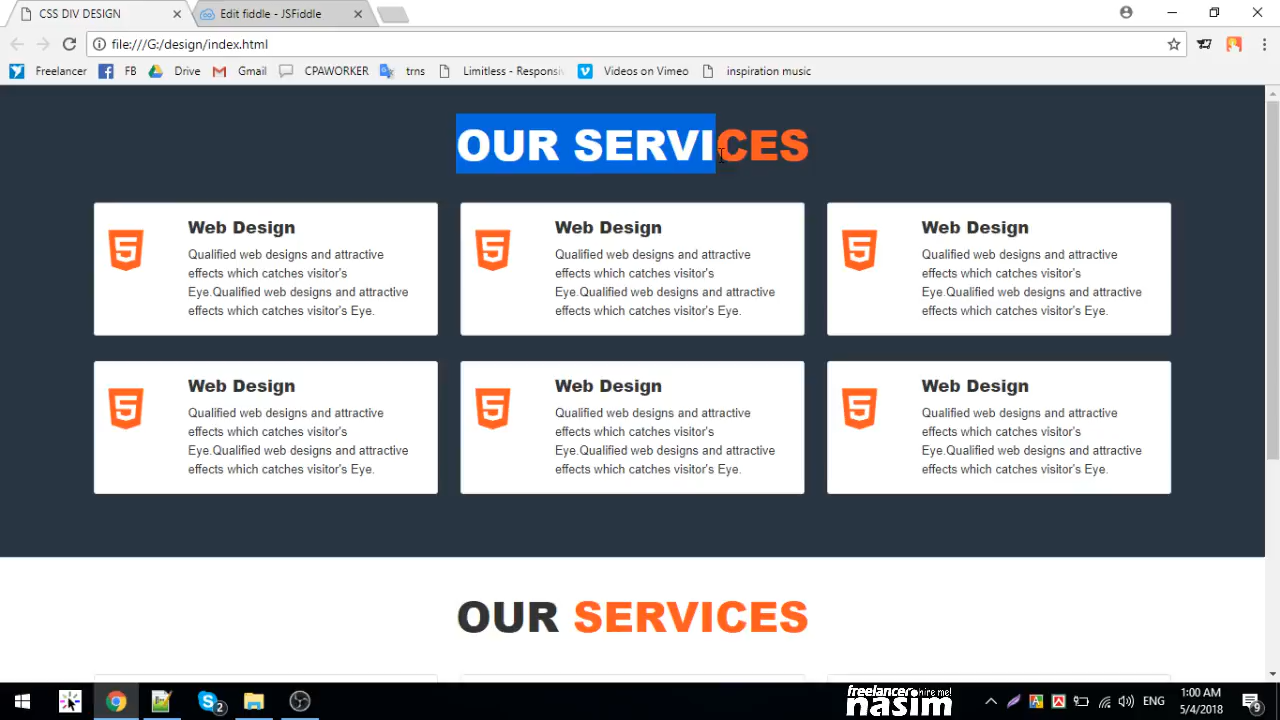 CSS DIV DESIGN
Edit fiddle - JSFiddle
file:///G:/design/index.html
Freelancer
FB
Drive
Gmail
CPAWORKER
trns
Limitless - Responsiv
Videos on Vimeo
inspiration music
OUR SERVICES
Web Design
Qualified web designs and attractive
effects which catches visitor's
Eye.Qualified web designs and attractive
effects which catches visitor's Eye.
Web Design
Qualified web designs and attractive
effects which catches visitor's
Eye.Qualified web designs and attractive
effects which catches visitor's Eye.
Web Design
Qualified web designs and attractive
effects which catches visitor's
Eye.Qualified web designs and attractive
effects which catches visitor's Eye.
Web Design
Qualified web designs and attractive
effects which catches visitor's
Eye.Qualified web designs and attractive
effects which catches visitor's Eye.
Web Design
Qualified web designs and attractive
effects which catches visitor's
Eye.Qualified web designs and attractive
effects which catches visitor's Eye.
Web Design
Qualified web designs and attractive
effects which catches visitor's
Eye.Qualified web designs and attractive
effects which catches visitor's Eye.
OUR SERVICES
2
freelancer hire me!
nasim
ENG
1:00 AM
5/4/2018
9